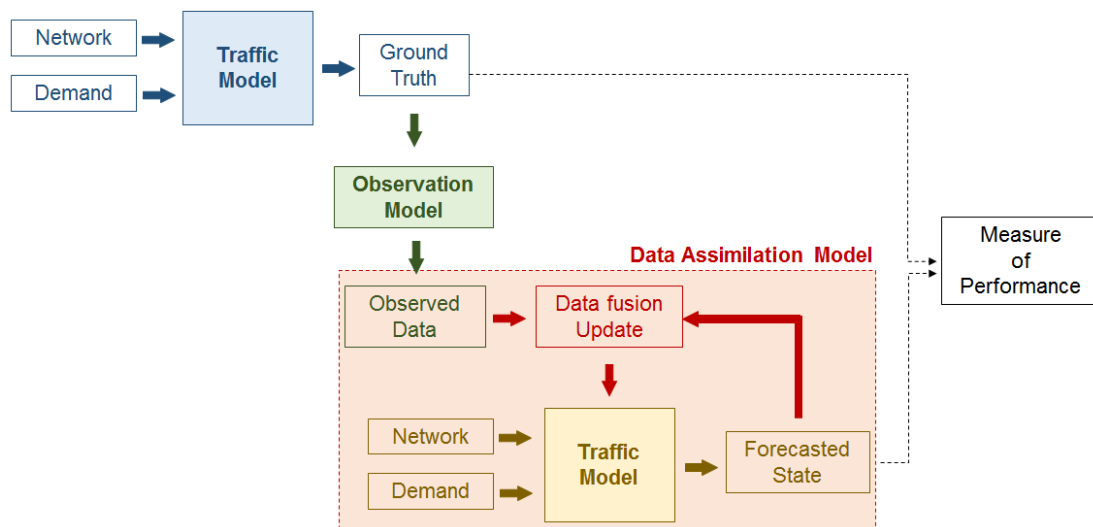 Network
Demand
Traffic
Model
Ground
Truth
Observation
Model
Measure
of
Performance
Data Assimilation Model
Observed
Data
Data fusion
Update
Network
Demand
Traffic
Model
Forecasted
State